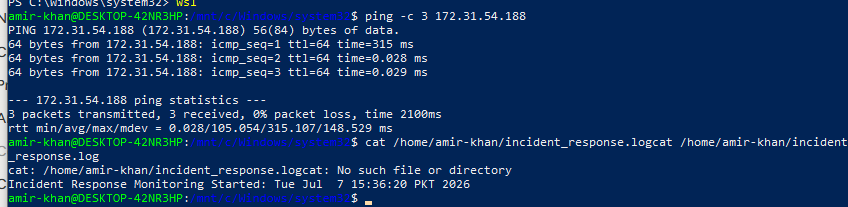 PS C:\Windows\system32> wsl
amir-khan@DESKTOP-42NR3HP:/mnt/c/Windows/system32$ ping -c 3 172.31.54.188
PING 172.31.54.188 (172.31.54.188) 56(84) bytes of data.
64 bytes from 172.31.54.188: icmp_seq=1 ttl=64 time=315 ms
64 bytes from 172.31.54.188: icmp_seq=2 ttl=64 time=0.028 ms
64 bytes from 172.31.54.188: icmp_seq=3 ttl=64 time=0.029 ms
--- 172.31.54.188 ping statistics ---
3 packets transmitted, 3 received, 0% packet loss, time 2100ms
rtt min/avg/max/mdev = 0.028/105.054/315.107/148.529 ms
amir-khan@DESKTOP-42NR3HP:/mnt/c/Windows/system32$ cat /home/amir-khan/incident_response.logcat /home/amir-khan/incident
_response.log
cat: /home/amir-khan/incident_response.logcat: No such file or directory
Incident Response Monitoring Started: Tue Jul  7 15:36:20 PKT 2026
amir-khan@DESKTOP-42NR3HP:/mnt/c/Windows/system32$